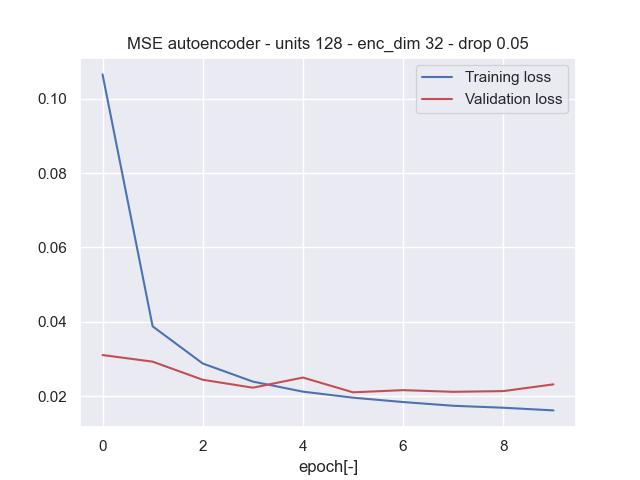 MSE autoencoder - units 128 - enc_dim 32 - drop 0.05
Training loss
Validation loss
0.10
0.08
0.06
0.04
0.02
0 2 4 6 8
epoch[-]